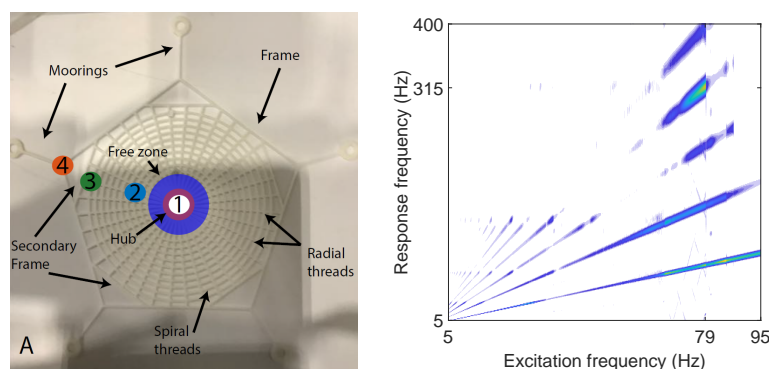 Moorings
Frame
Free zone
4
3
2
1
Hub
Secondary
Frame
Radial
threads
Spiral
threads
A
400
315
5
Response frequency (Hz)
5
79
95
Excitation frequency (Hz)